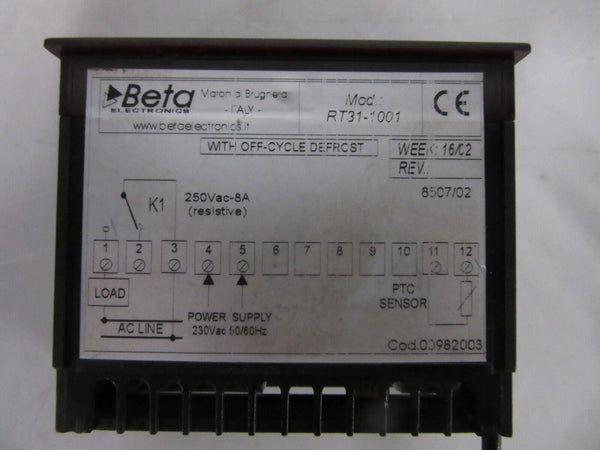 Beta
ELECTRONICS
Maron di Brugnera
- ITALY -
www.betaelectronics.it
Mod.:
RT31-1001
CE
WITH OFF-CYCLE DEFROST
WEEK: 16/02
REV.:
8507/02
K1
250Vac-8A
(resistive)
1 2 3 4 5 6 7 8 9 10 11 12
LOAD
AC LINE
POWER SUPPLY
230Vac 50/60Hz
PTC
SENSOR
Cod.00982003